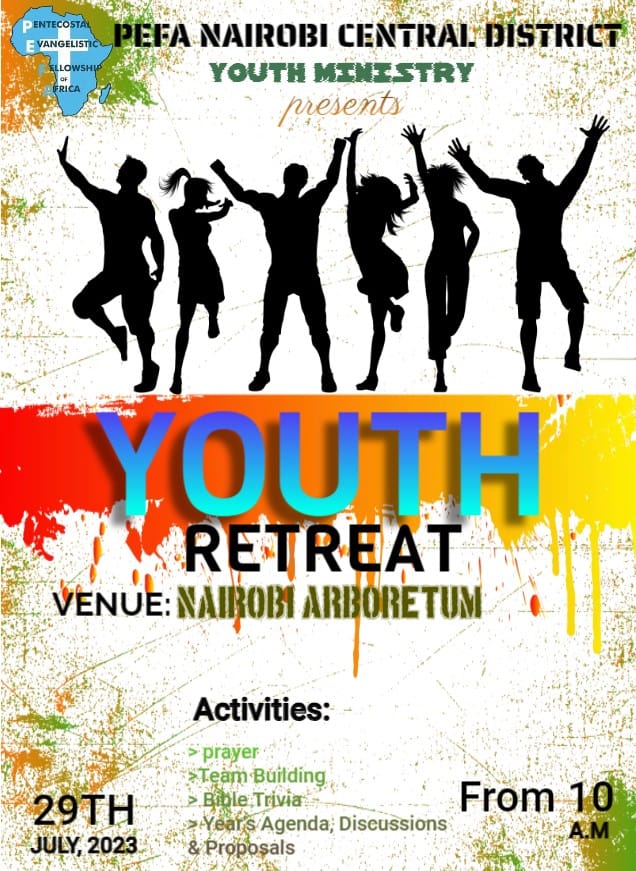 PENTECOSTAL
EVANGELISTIC
FELLOWSHIP
OF
AFRICA
PEFA NAIROBI CENTRAL DISTRICT
YOUTH MINISTRY
presents
YOUTH
RETREAT
VENUE: NAIROBI ARBORETUM
Activities:
> prayer
>Team Building
> Bible Trivia
> Year's Agenda, Discussions
& Proposals
29TH
JULY, 2023
From 10
A.M